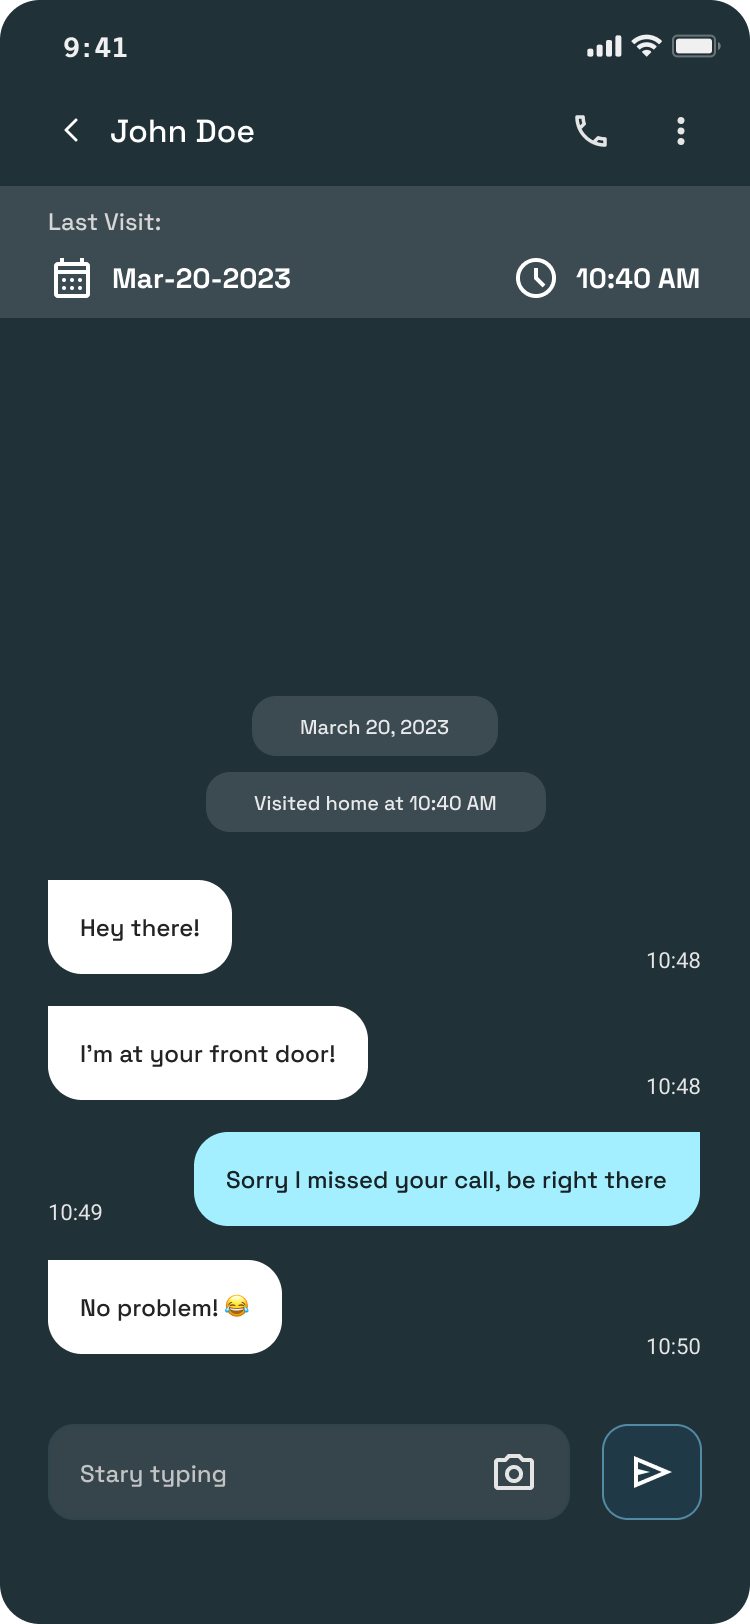 9:41
John Doe
Last Visit:
Mar-20-2023
10:40 AM
March 20, 2023
Visited home at 10:40 AM
Hey there!
10:48
I’m at your front door!
10:48
Sorry I missed your call, be right there
10:49
No problem! 😂
10:50
Stary typing